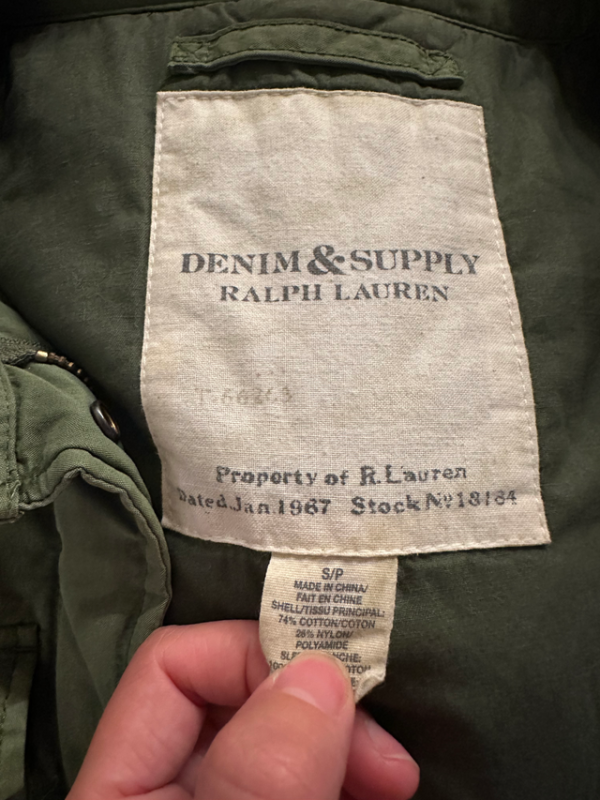 DENIM & SUPPLY
RALPH LAUREN
Property of R.Lauren
Dated.Jan.1967 Stock Nº18184
S/P
MADE IN CHINA/
FAIT EN CHINE
SHELL/TISSU PRINCIPAL:
74% COTTON/COTON
26% NYLON/
POLYAMIDE